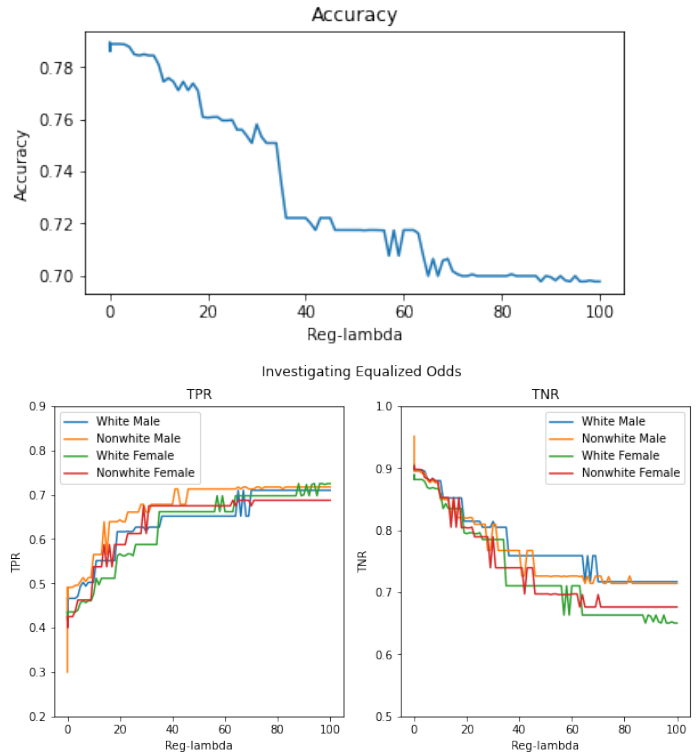 Accuracy
0.78
0.76
0.74
0.72
0.70
Accuracy
0 20 40 60 80 100
Reg-lambda
Investigating Equalized Odds
TPR
0.9
0.8
0.7
0.6
0.5
0.4
0.3
0.2
TPR
White Male
Nonwhite Male
White Female
Nonwhite Female
0 20 40 60 80 100
Reg-lambda
TNR
1.0
0.9
0.8
0.7
0.6
0.5
TNR
White Male
Nonwhite Male
White Female
Nonwhite Female
0 20 40 60 80 100
Reg-lambda